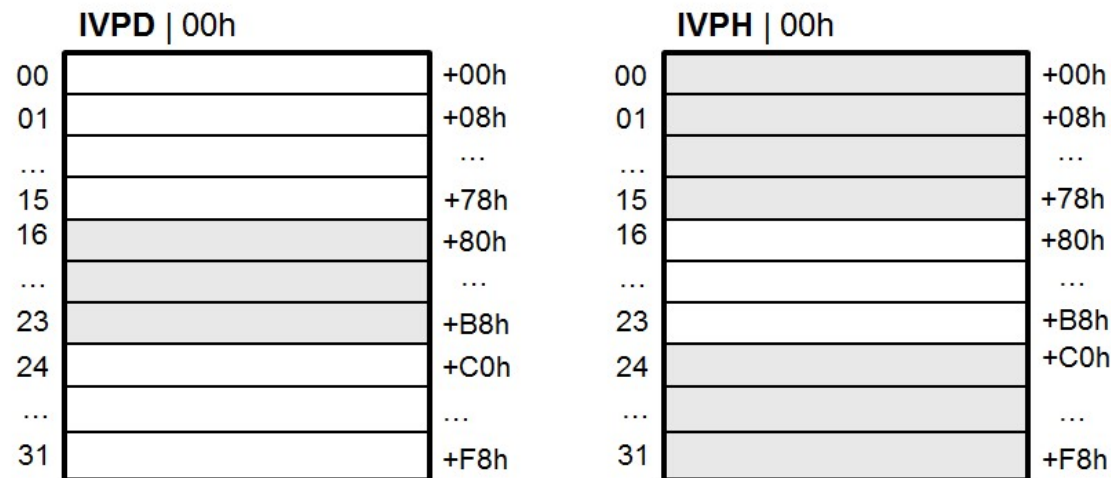 IVPD | 00h
00 +00h
01 +08h
... ...
15 +78h
16 +80h
... ...
23 +B8h
24 +C0h
... ...
31 +F8h
IVPH | 00h
00 +00h
01 +08h
... ...
15 +78h
16 +80h
... ...
23 +B8h
24 +C0h
... ...
31 +F8h